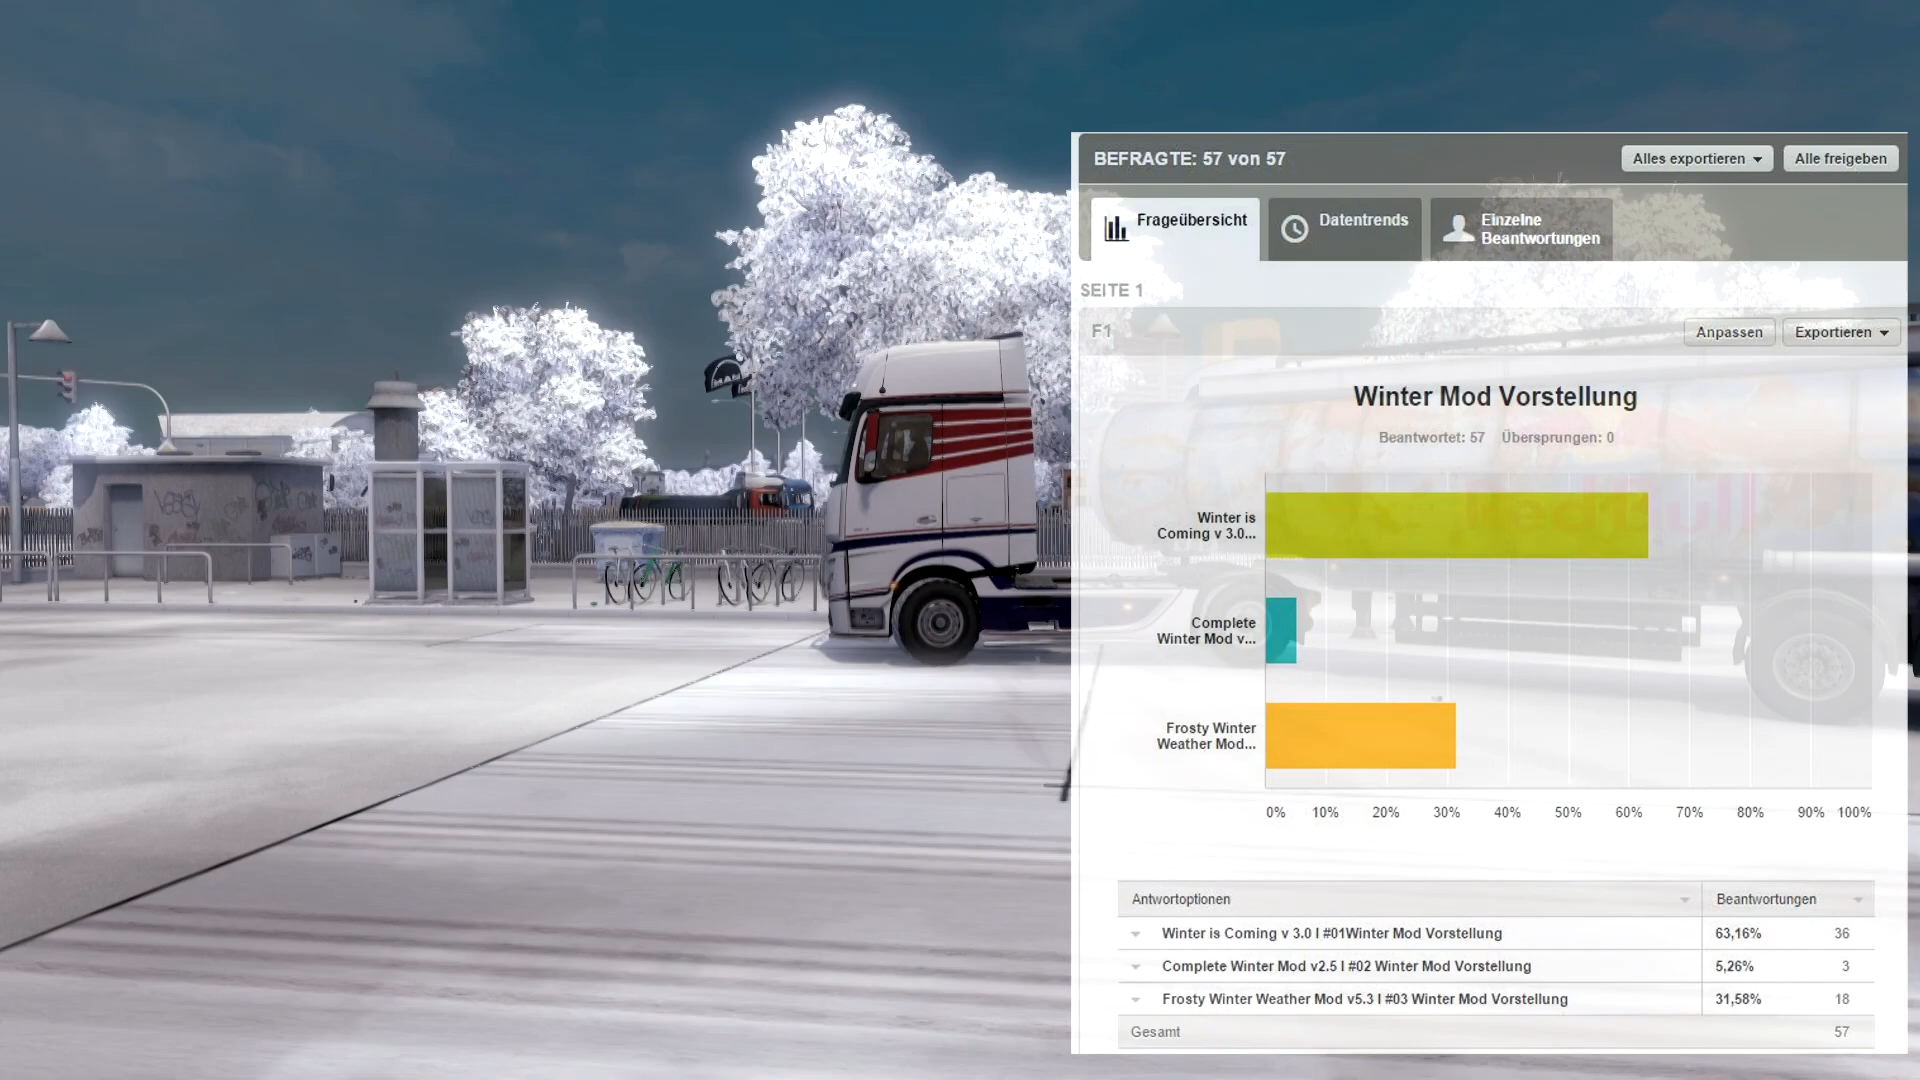 BEFRAGTE: 57 von 57
Alles exportieren
Alle freigeben
Frageübersicht
Datentrends
Einzelne
Beantwortungen
SEITE 1
F1
Anpassen
Exportieren
Winter Mod Vorstellung
Beantwortet: 57 Übersprungen: 0
Winter is
Coming v 3.0...
Complete
Winter Mod v...
Frosty Winter
Weather Mod...
0% 10% 20% 30% 40% 50% 60% 70% 80% 90% 100%
Antwortoptionen Beantwortungen
Winter is Coming v 3.0 I #01Winter Mod Vorstellung 63,16% 36
Complete Winter Mod v2.5 I #02 Winter Mod Vorstellung 5,26% 3
Frosty Winter Weather Mod v5.3 I #03 Winter Mod Vorstellung 31,58% 18
Gesamt 57
MAN
Red Bull